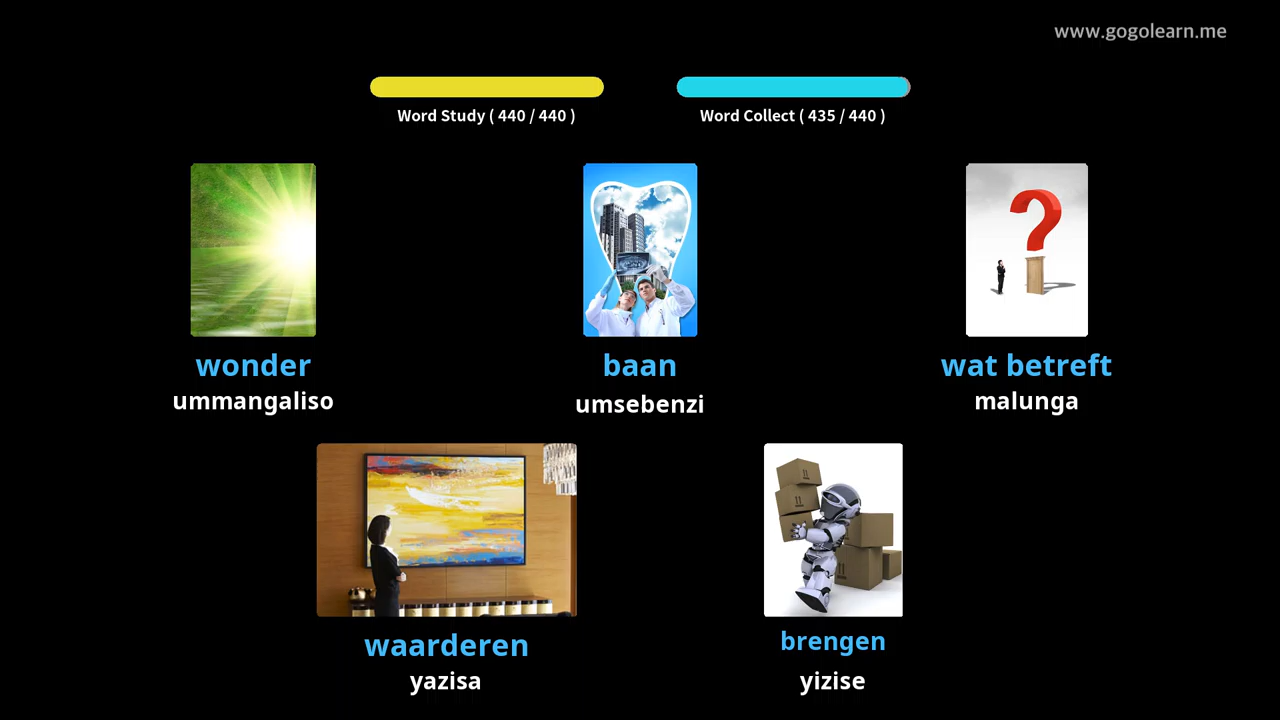 www.gogolearn.me
Word Study ( 440 / 440 )
Word Collect ( 435 / 440 )
wonder
ummangaliso
baan
umsebenzi
wat betreft
malunga
waarderen
yazisa
brengen
yizise